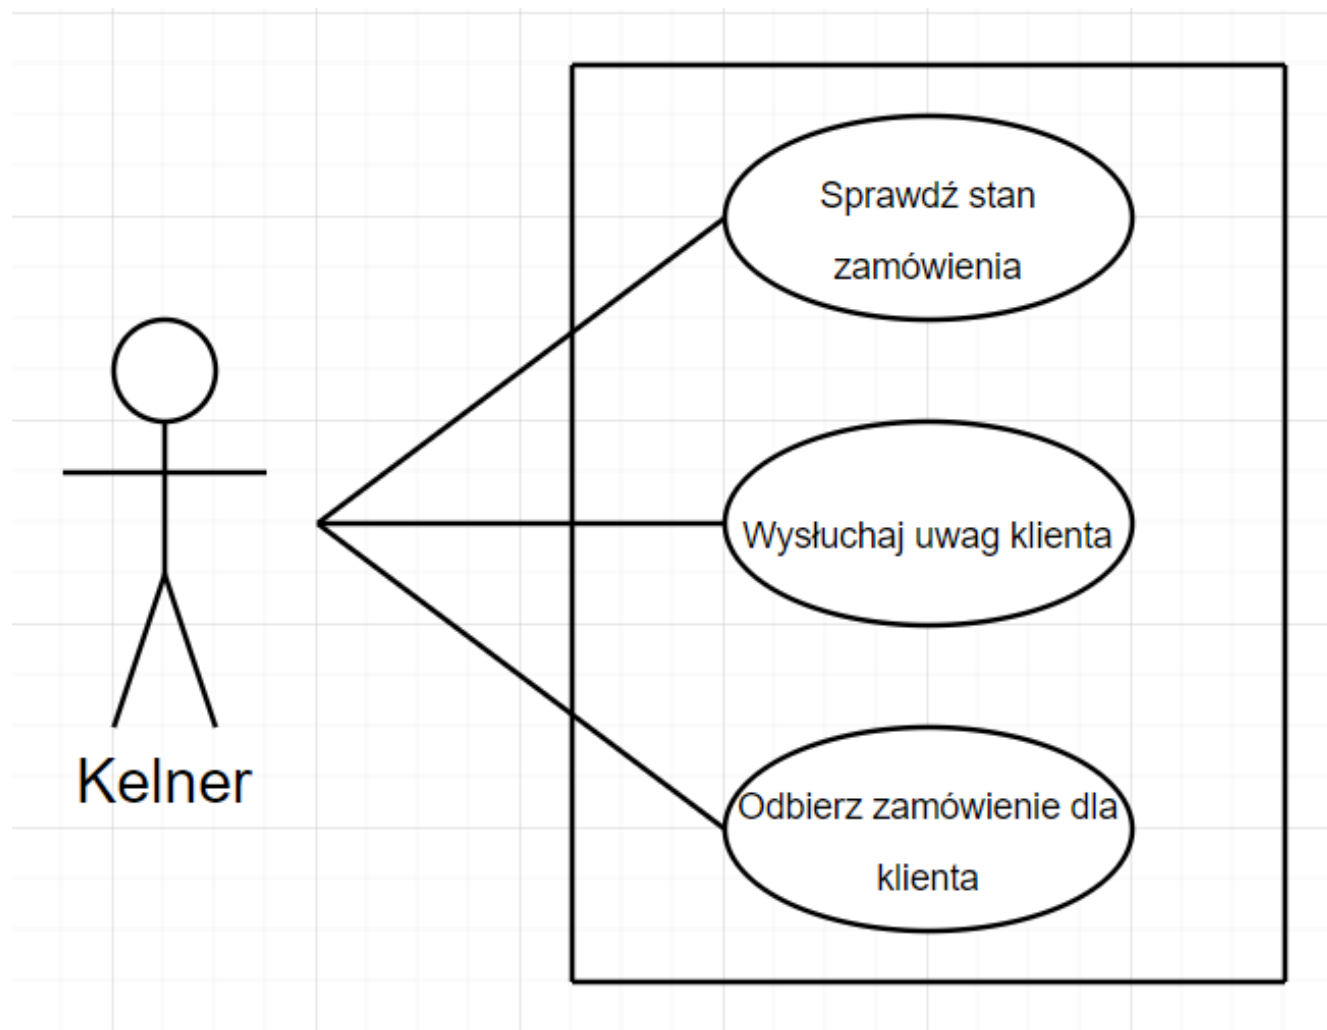 Sprawdź stan
zamówienia
Wysłuchaj uwag klienta
Kelner
Odbierz zamówienie dla
klienta